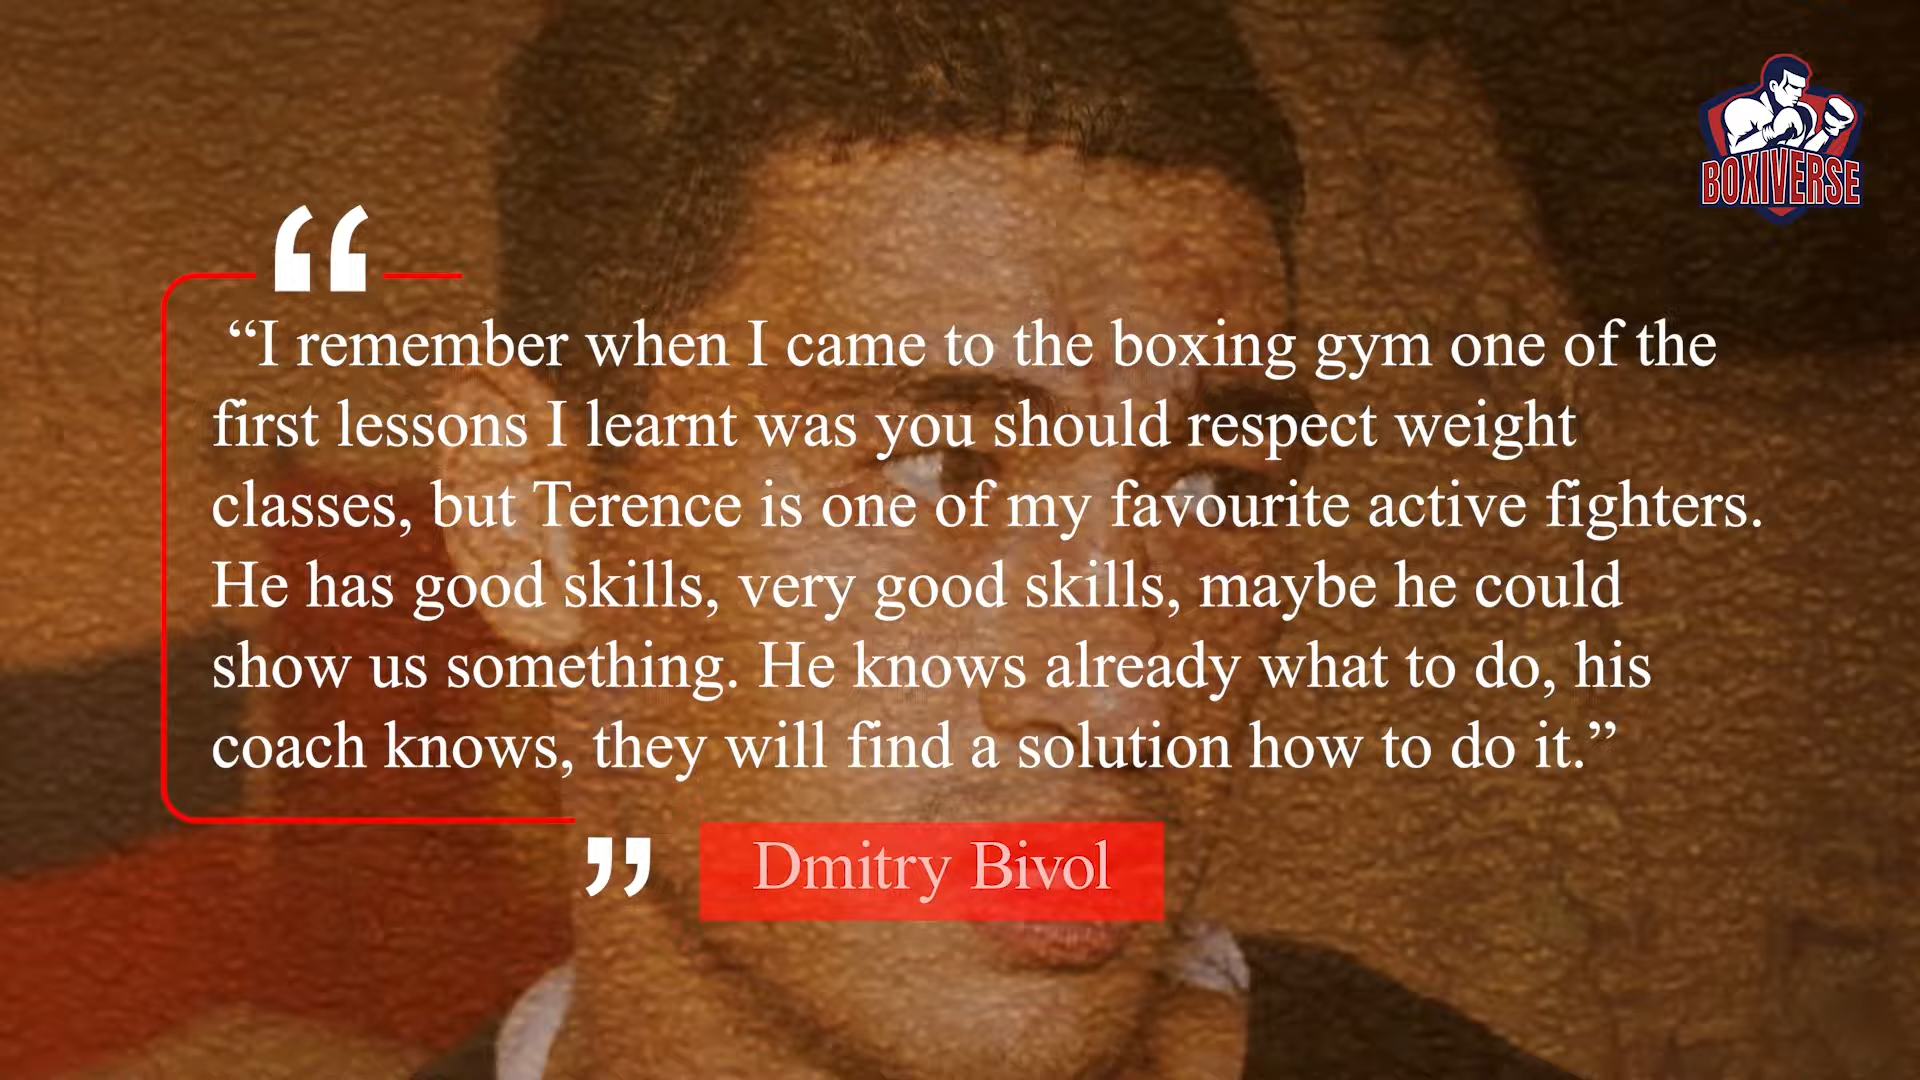 BOXIVERSE
“
“I remember when I came to the boxing gym one of the
first lessons I learnt was you should respect weight
classes, but Terence is one of my favourite active fighters.
He has good skills, very good skills, maybe he could
show us something. He knows already what to do, his
coach knows, they will find a solution how to do it.”
”
Dmitry Bivol